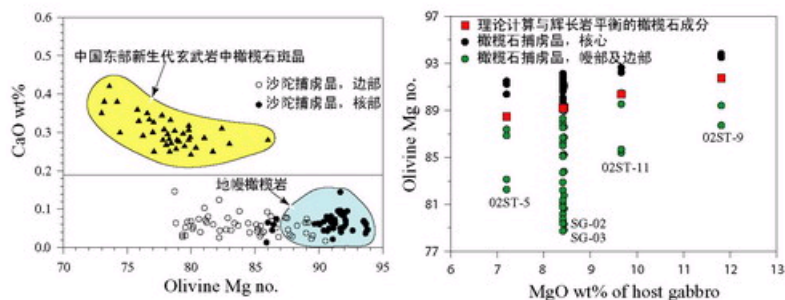 0.6
0.5
0.4
0.3
0.2
0.1
0.0
CaO wt%
中国东部新生代玄武岩中橄榄石斑晶
沙陀捕虏晶，边部
沙陀捕虏晶，核部
地幔橄榄岩
70 75 80 85 90 95
Olivine Mg no.
97
93
89
85
81
77
Olivine Mg no.
理论计算与辉长岩平衡的橄榄石成分
橄榄石捕虏晶，核心
橄榄石捕虏晶，幔部及边部
02ST-9
02ST-11
02ST-5
SG-02
SG-03
6 7 8 9 10 11 12 13
MgO wt% of host gabbro